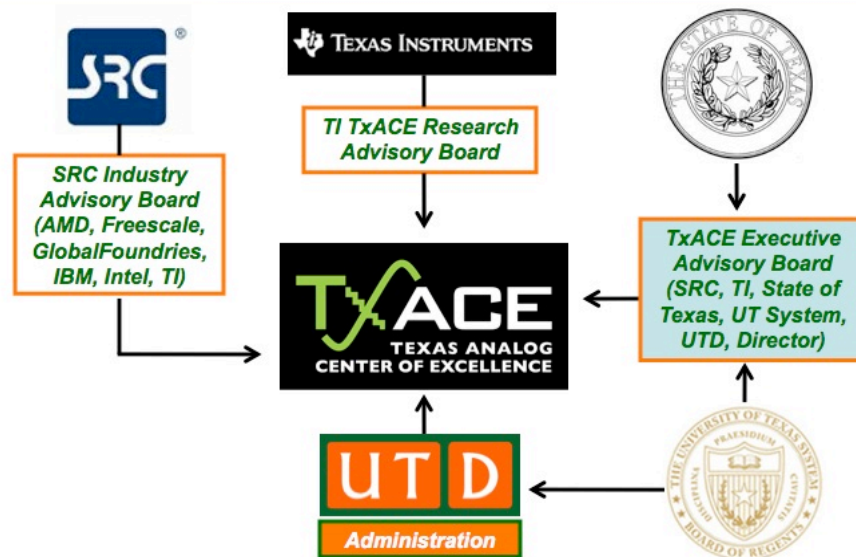 SRC
®
TEXAS INSTRUMENTS
THE STATE OF TEXAS
TI TxACE Research
Advisory Board
SRC Industry
Advisory Board
(AMD, Freescale,
GlobalFoundries,
IBM, Intel, TI)
TxACE Executive
Advisory Board
(SRC, TI, State of
Texas, UT System,
UTD, Director)
TxACE
TEXAS ANALOG
CENTER OF EXCELLENCE
UTD
Administration
THE UNIVERSITY OF TEXAS SYSTEM
PRAESIDIUM
DISCIPLINA
CIVITATIS
BOARD OF REGENTS